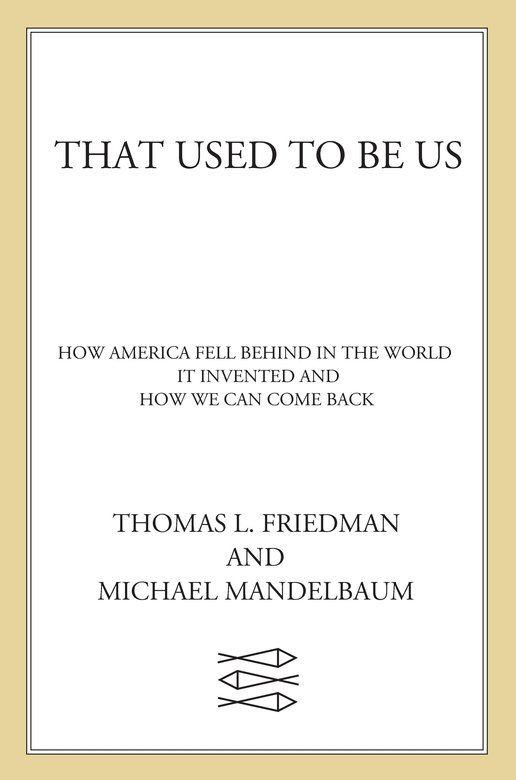 THAT USED TO BE US
HOW AMERICA FELL BEHIND IN THE WORLD
IT INVENTED AND
HOW WE CAN COME BACK
THOMAS L. FRIEDMAN
AND
MICHAEL MANDELBAUM